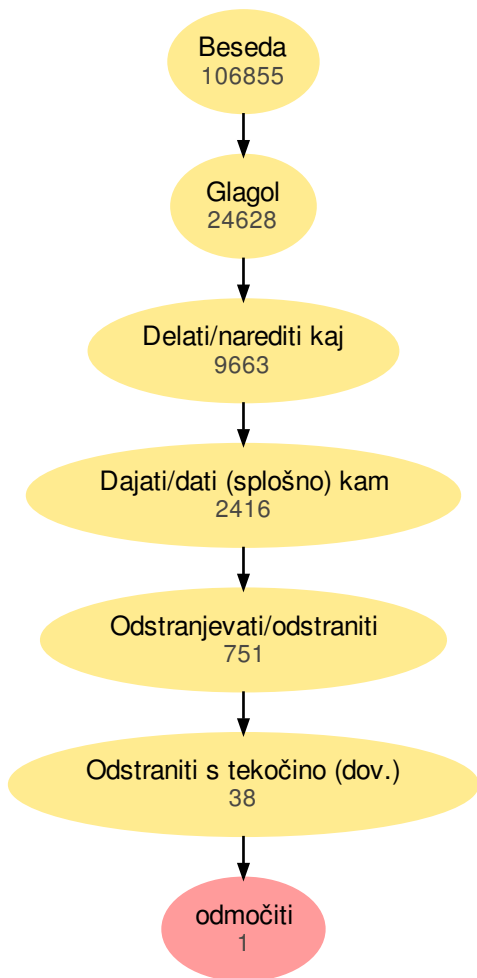 Beseda
106855
Glagol
24628
Delati/narediti kaj
9663
Dajati/dati (splošno) kam
2416
Odstranjevati/odstraniti
751
Odstraniti s tekočino (dov.)
38
odmočiti
1